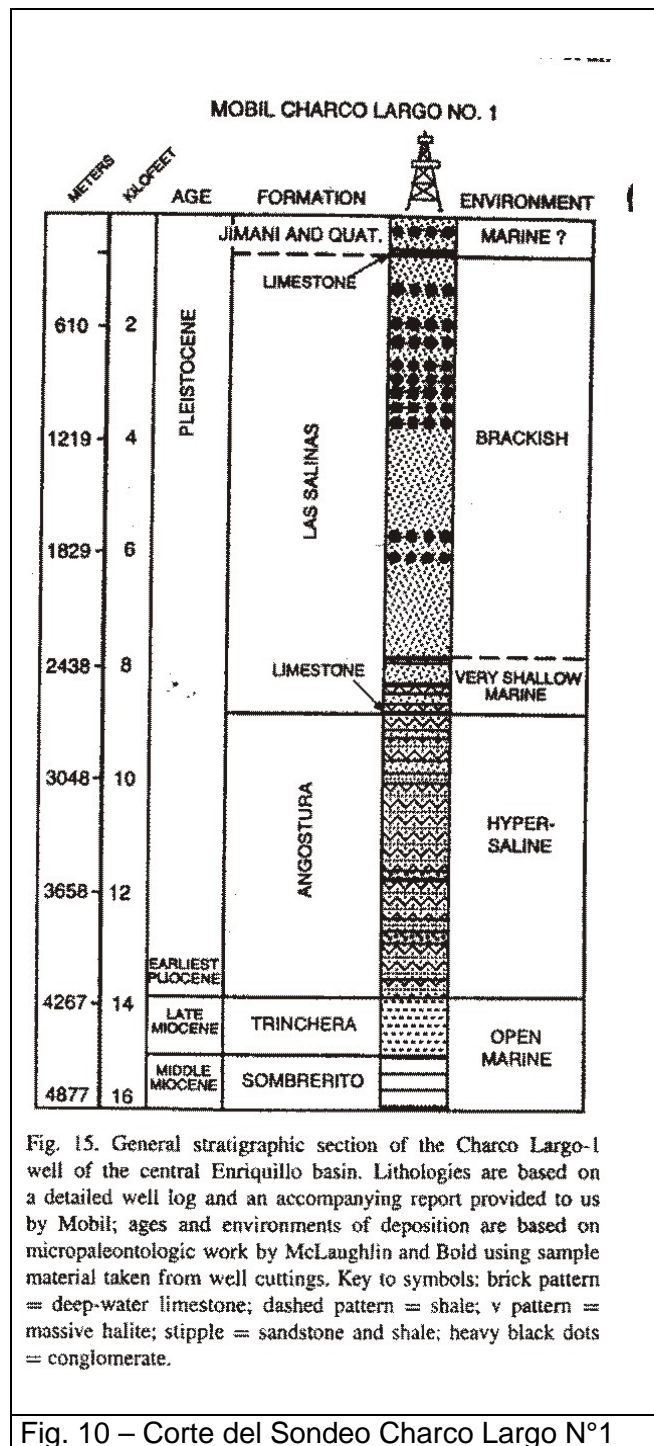 MOBIL CHARCO LARGO NO. 1
METERS KILOFEET AGE FORMATION ENVIRONMENT
JIMANI AND QUAT. MARINE ?
LIMESTONE
610 2
PLEISTOCENE
1219 4 BRACKISH
LAS SALINAS
1829 6
2438 8 LIMESTONE VERY SHALLOW
MARINE
3048 10
ANGOSTURA
HYPER-
SALINE
3658 12
EARLIEST
PLIOCENE
4267 14
LATE
MIOCENE TRINCHERA
OPEN
MARINE
MIDDLE
MIOCENE SOMBRERITO
4877 16
Fig. 15. General stratigraphic section of the Charco Largo-1
well of the central Enriquillo basin. Lithologies are based on
a detailed well log and an accompanying report provided to us
by Mobil; ages and environments of deposition are based on
micropaleontologic work by McLaughlin and Bold using sample
material taken from well cuttings. Key to symbols: brick pattern
= deep-water limestone; dashed pattern = shale; v pattern =
massive halite; stipple = sandstone and shale; heavy black dots
= conglomerate.
Fig. 10 – Corte del Sondeo Charco Largo N°1